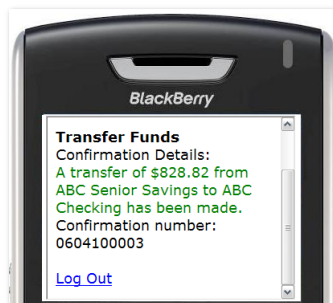 BlackBerry
Transfer Funds
Confirmation Details:
A transfer of $828.82 from
ABC Senior Savings to ABC
Checking has been made.
Confirmation number:
0604100003
Log Out